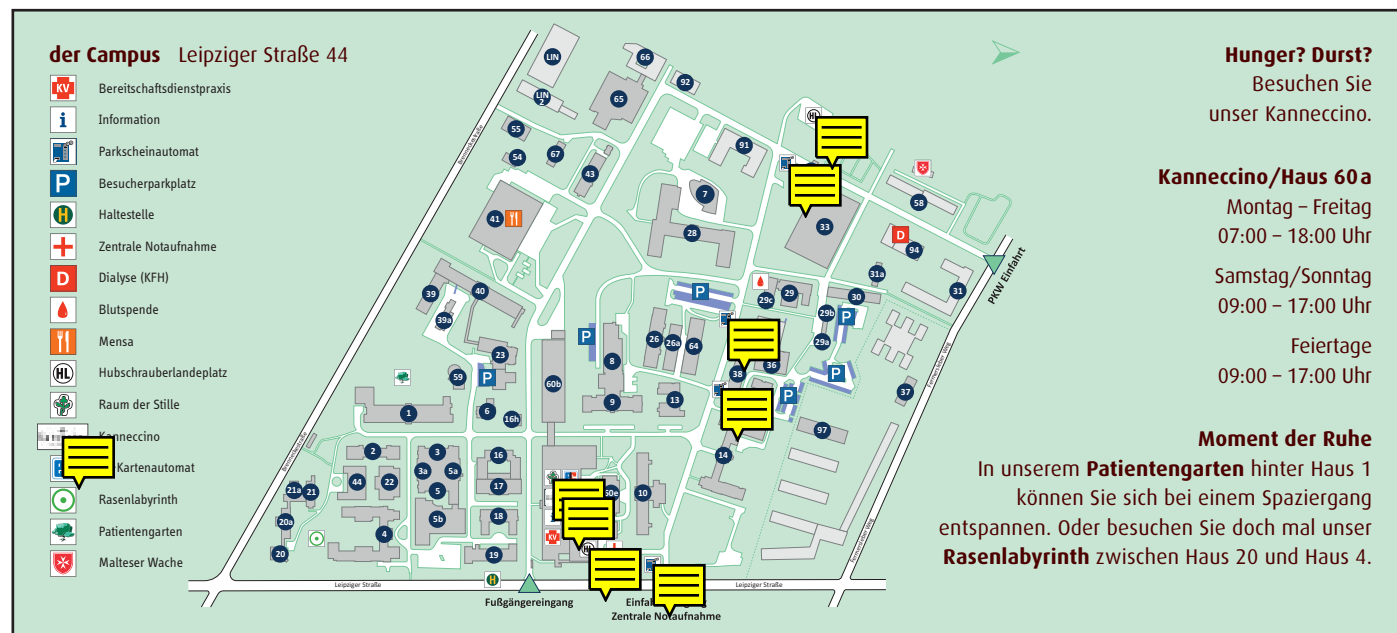 der Campus Leipziger Straße 44
KV Bereitschaftsdienstpraxis
i Information
Parkscheinautomat
P Besucherparkplatz
H Haltestelle
Zentrale Notaufnahme
D Dialyse (KFH)
Blutspende
Mensa
HL Hubschrauberlandeplatz
Raum der Stille
Kanneccino
Kartenautomat
Rasenlabyrinth
Patientengarten
Malteser Wache
Hunger? Durst?
Besuchen Sie
unser Kanneccino.
Kanneccino/Haus 60 a
Montag – Freitag
07:00 – 18:00 Uhr
Samstag/Sonntag
09:00 – 17:00 Uhr
Feiertage
09:00 – 17:00 Uhr
Moment der Ruhe
In unserem Patientengarten hinter Haus 1
können Sie sich bei einem Spaziergang
entspannen. Oder besuchen Sie doch mal unser
Rasenlabyrinth zwischen Haus 20 und Haus 4.
LIN
66
92
LIN 2
65
HL
55
67
54
43
91
7
58
41
28
33
D
94
31a
PKW Einfahrt
39
40
P
29c
29
30
31
39a
29b
P
23
P
8
26
26a
64
29a
59
P
60b
38
36
P
37
1
6
16h
9
13
P
97
2
3
16
14
3a
5a
44
22
17
10
21a
21
5
20a
5b
18
4
KV
HL
20
19
Leipziger Straße
H
Leipziger Straße
Fußgängereingang
Zentrale Notaufnahme